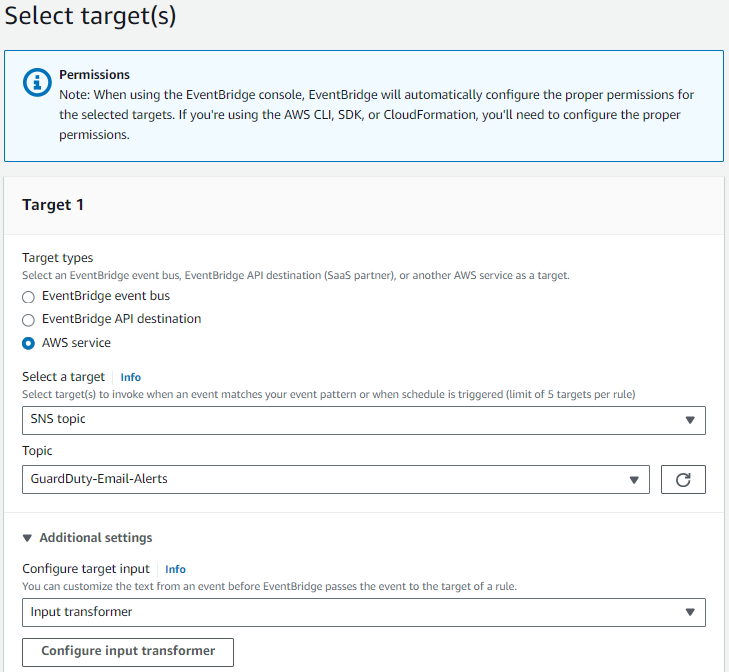 Select target(s)
Permissions
Note: When using the EventBridge console, EventBridge will automatically configure the proper permissions for
the selected targets. If you're using the AWS CLI, SDK, or CloudFormation, you'll need to configure the proper
permissions.
Target 1
Target types
Select an EventBridge event bus, EventBridge API destination (SaaS partner), or another AWS service as a target.
EventBridge event bus
EventBridge API destination
AWS service
Select a target Info
Select target(s) to invoke when an event matches your event pattern or when schedule is triggered (limit of 5 targets per rule)
SNS topic
Topic
GuardDuty-Email-Alerts
Additional settings
Configure target input Info
You can customize the text from an event before EventBridge passes the event to the target of a rule.
Input transformer
Configure input transformer